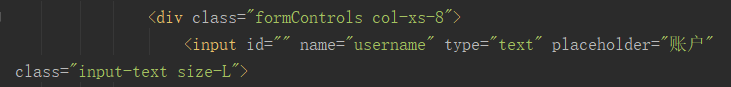 <div class="formControls col-xs-8">
<input id="" name="username" type="text" placeholder="账户"
class="input-text size-L">